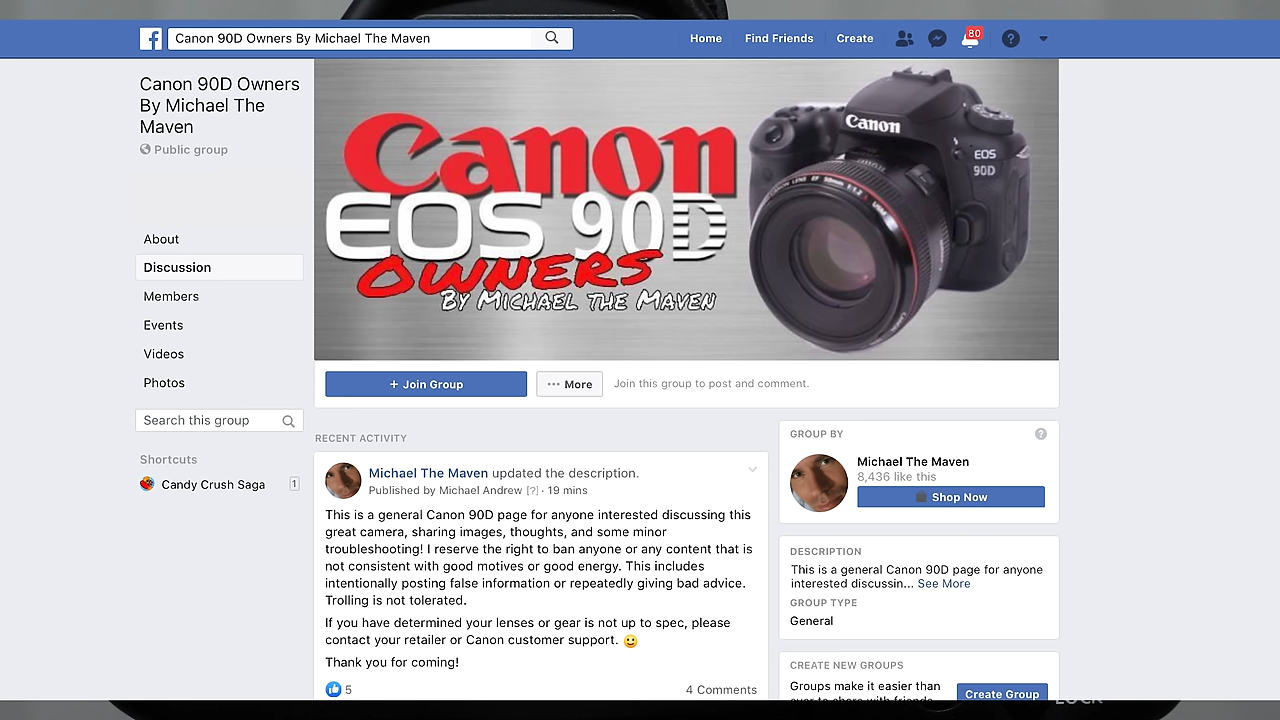 Canon 90D Owners By Michael The Maven
Home
Find Friends
Create
80
?
Canon 90D Owners
By Michael The
Maven
Public group
About
Discussion
Members
Events
Videos
Photos
Search this group
Shortcuts
Candy Crush Saga
1
Canon
EOS 90D
OWNERS
BY MICHAEL THE MAVEN
Canon
EOS
90D
+ Join Group
··· More
Join this group to post and comment.
RECENT ACTIVITY
Michael The Maven updated the description.
Published by Michael Andrew [?] · 19 mins
This is a general Canon 90D page for anyone interested discussing this
great camera, sharing images, thoughts, and some minor
troubleshooting! I reserve the right to ban anyone or any content that is
not consistent with good motives or good energy. This includes
intentionally posting false information or repeatedly giving bad advice.
Trolling is not tolerated.
If you have determined your lenses or gear is not up to spec, please
contact your retailer or Canon customer support. 😀
Thank you for coming!
5
4 Comments
GROUP BY
?
Michael The Maven
8,436 like this
Shop Now
DESCRIPTION
This is a general Canon 90D page for anyone
interested discussin... See More
GROUP TYPE
General
CREATE NEW GROUPS
Groups make it easier than
ever to share with friends,
Create Group
LOCK